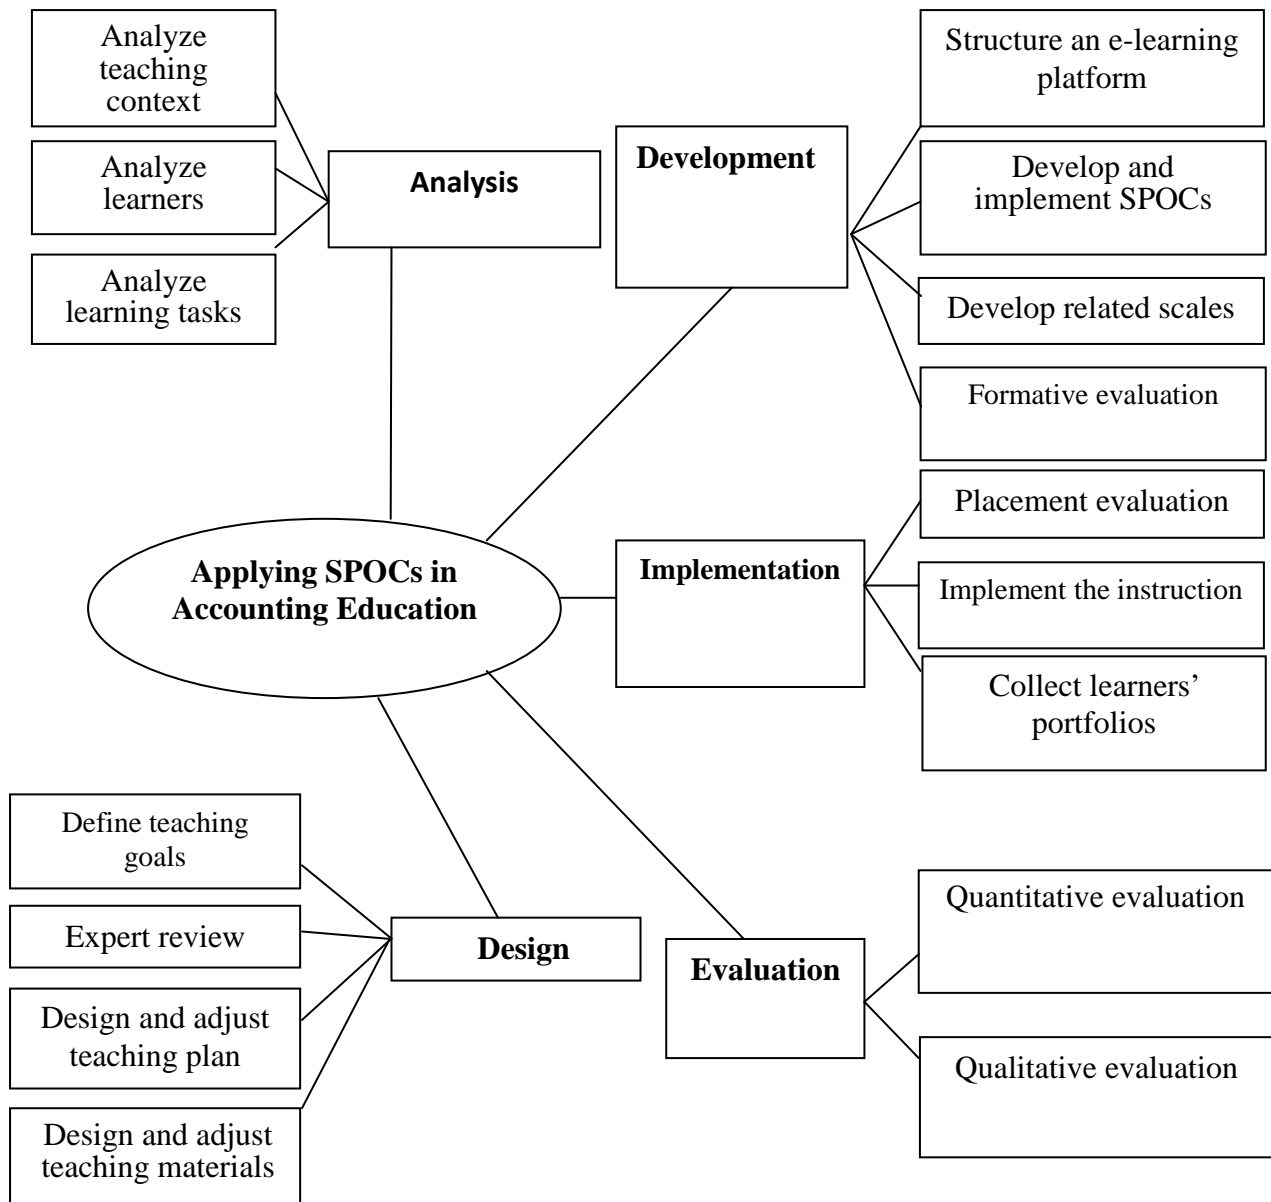 Analyze
teaching
context
Analyze
learners
Analyze
learning tasks
Analysis
Development
Structure an e-learning
platform
Develop and
implement SPOCs
Develop related scales
Formative evaluation
Applying SPOCs in
Accounting Education
Implementation
Placement evaluation
Implement the instruction
Collect learners’
portfolios
Define teaching
goals
Expert review
Design and adjust
teaching plan
Design and adjust
teaching materials
Design
Evaluation
Quantitative evaluation
Qualitative evaluation